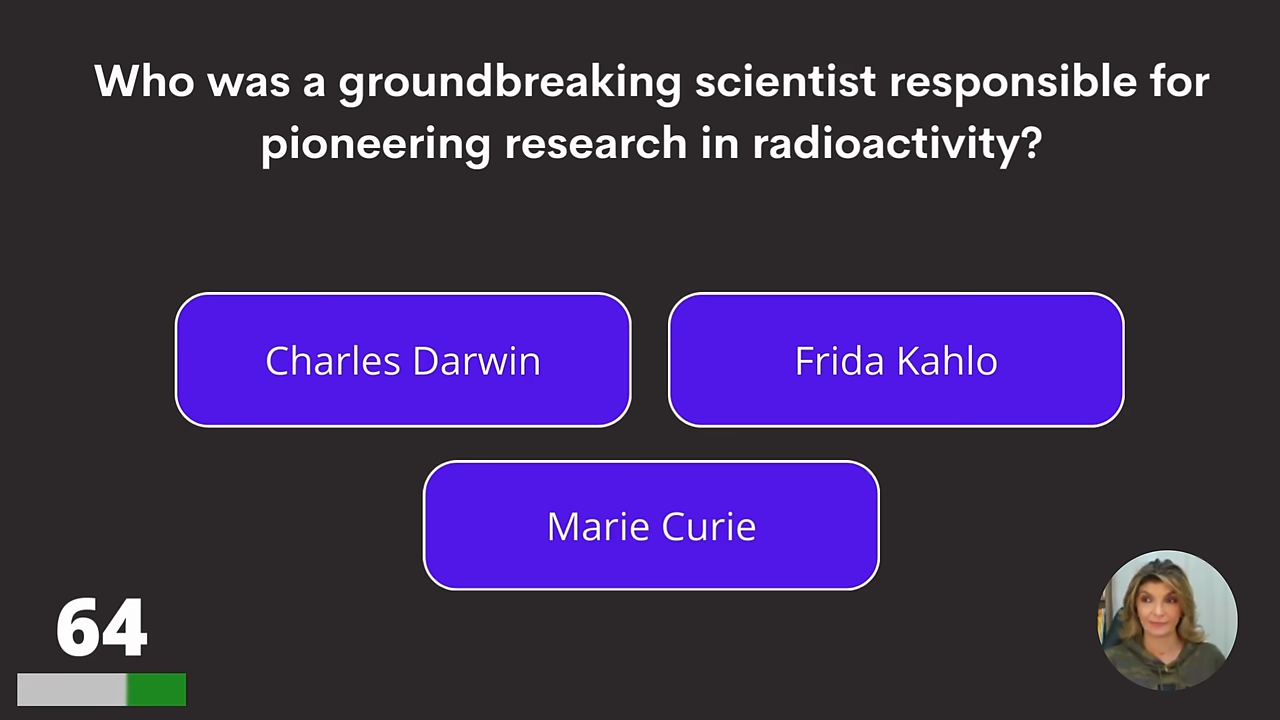 Who was a groundbreaking scientist responsible for
pioneering research in radioactivity?
Charles Darwin
Frida Kahlo
Marie Curie
64